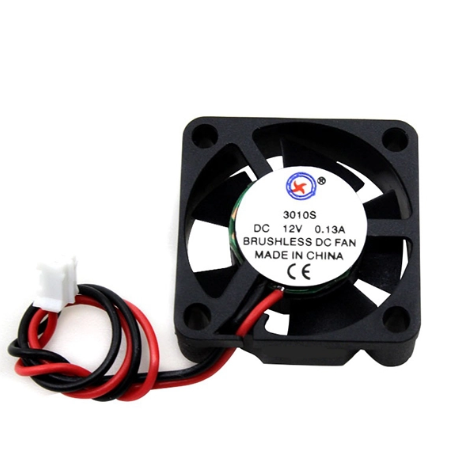 ®
3010S
DC 12V 0.13A
BRUSHLESS DC FAN
MADE IN CHINA
CE